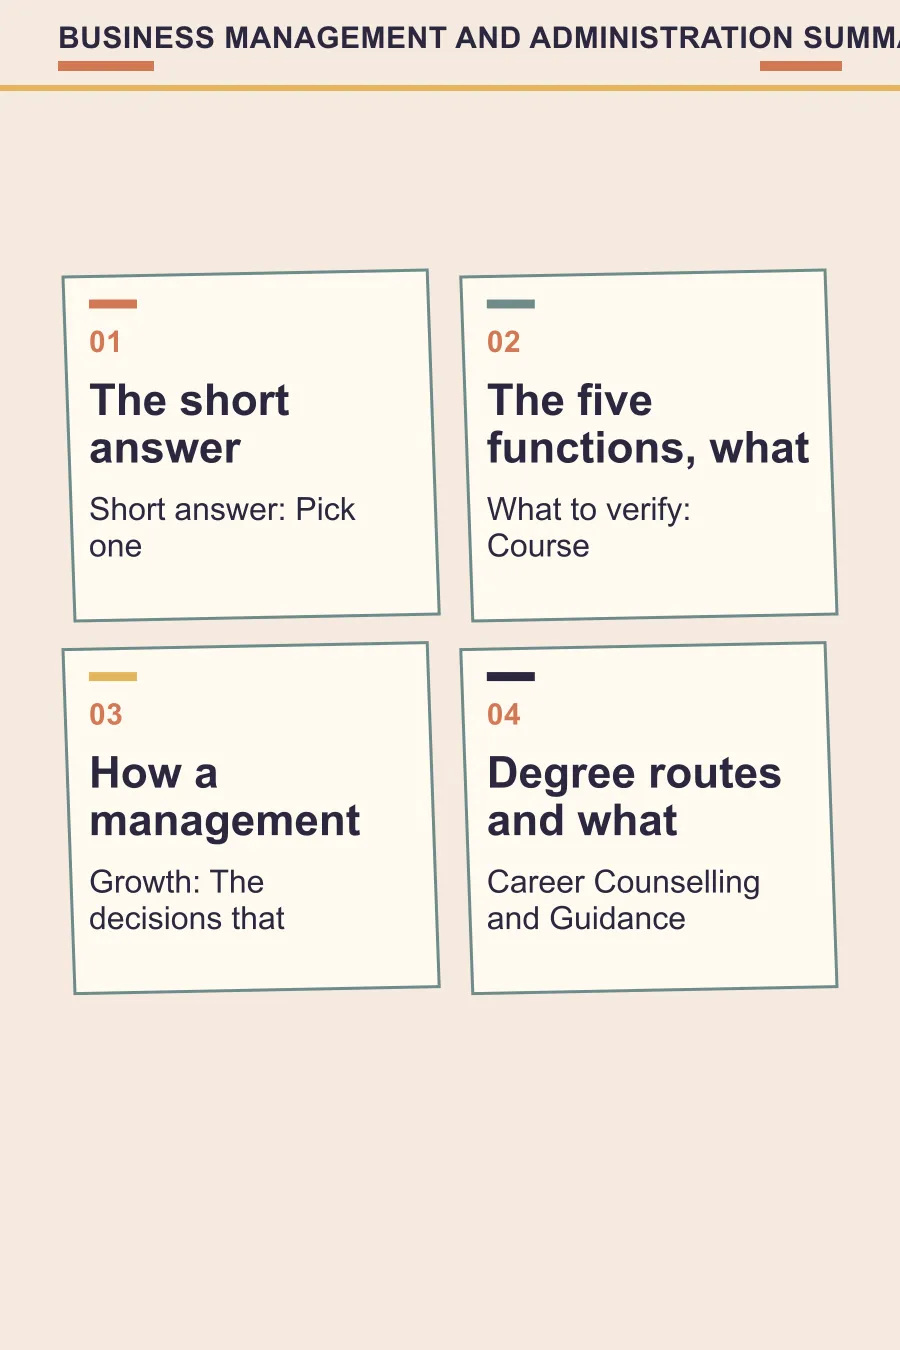 BUSINESS MANAGEMENT AND ADMINISTRATION
01
The short
answer
Short answer: Pick
one
02
The five
functions, what
What to verify:
Course
03
How a
management
Growth: The
decisions that
04
Degree routes
and what
Career Counselling
and Guidance